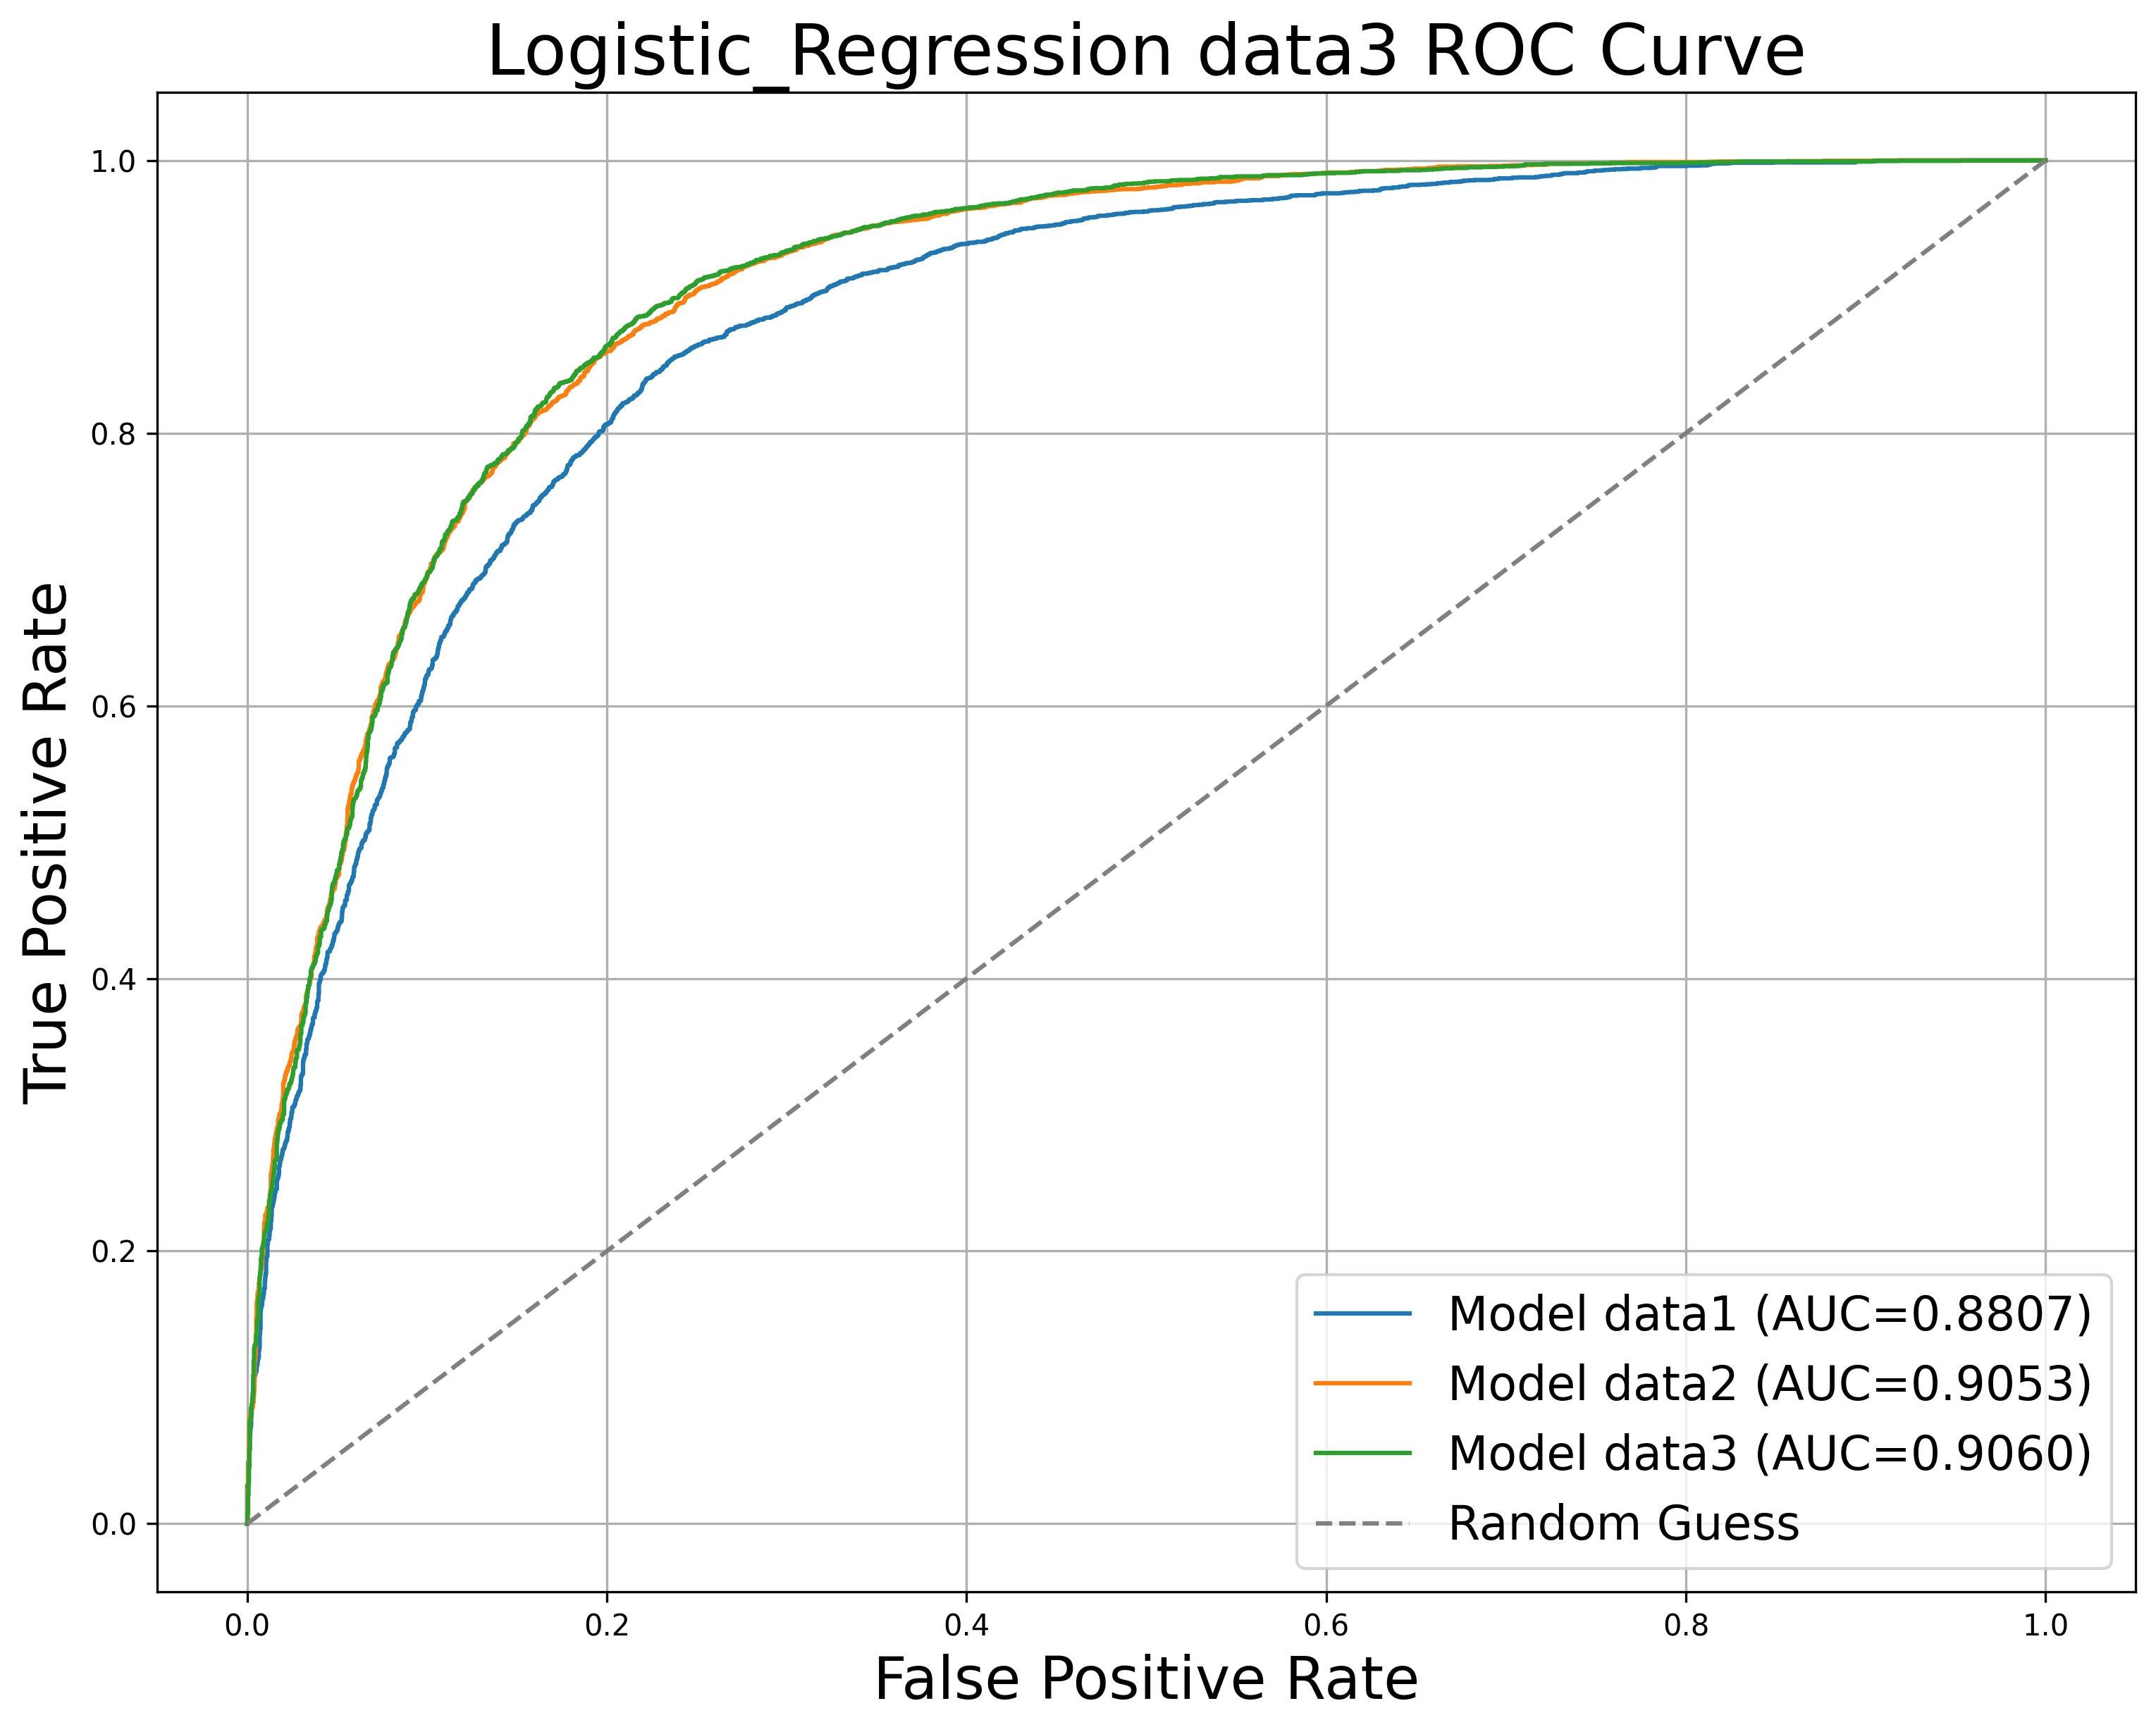 Logistic_Regression data3 ROC Curve
True Positive Rate
1.0
0.8
0.6
0.4
0.2
0.0
Model data1 (AUC=0.8807)
Model data2 (AUC=0.9053)
Model data3 (AUC=0.9060)
Random Guess
0.0 0.2 0.4 0.6 0.8 1.0
False Positive Rate